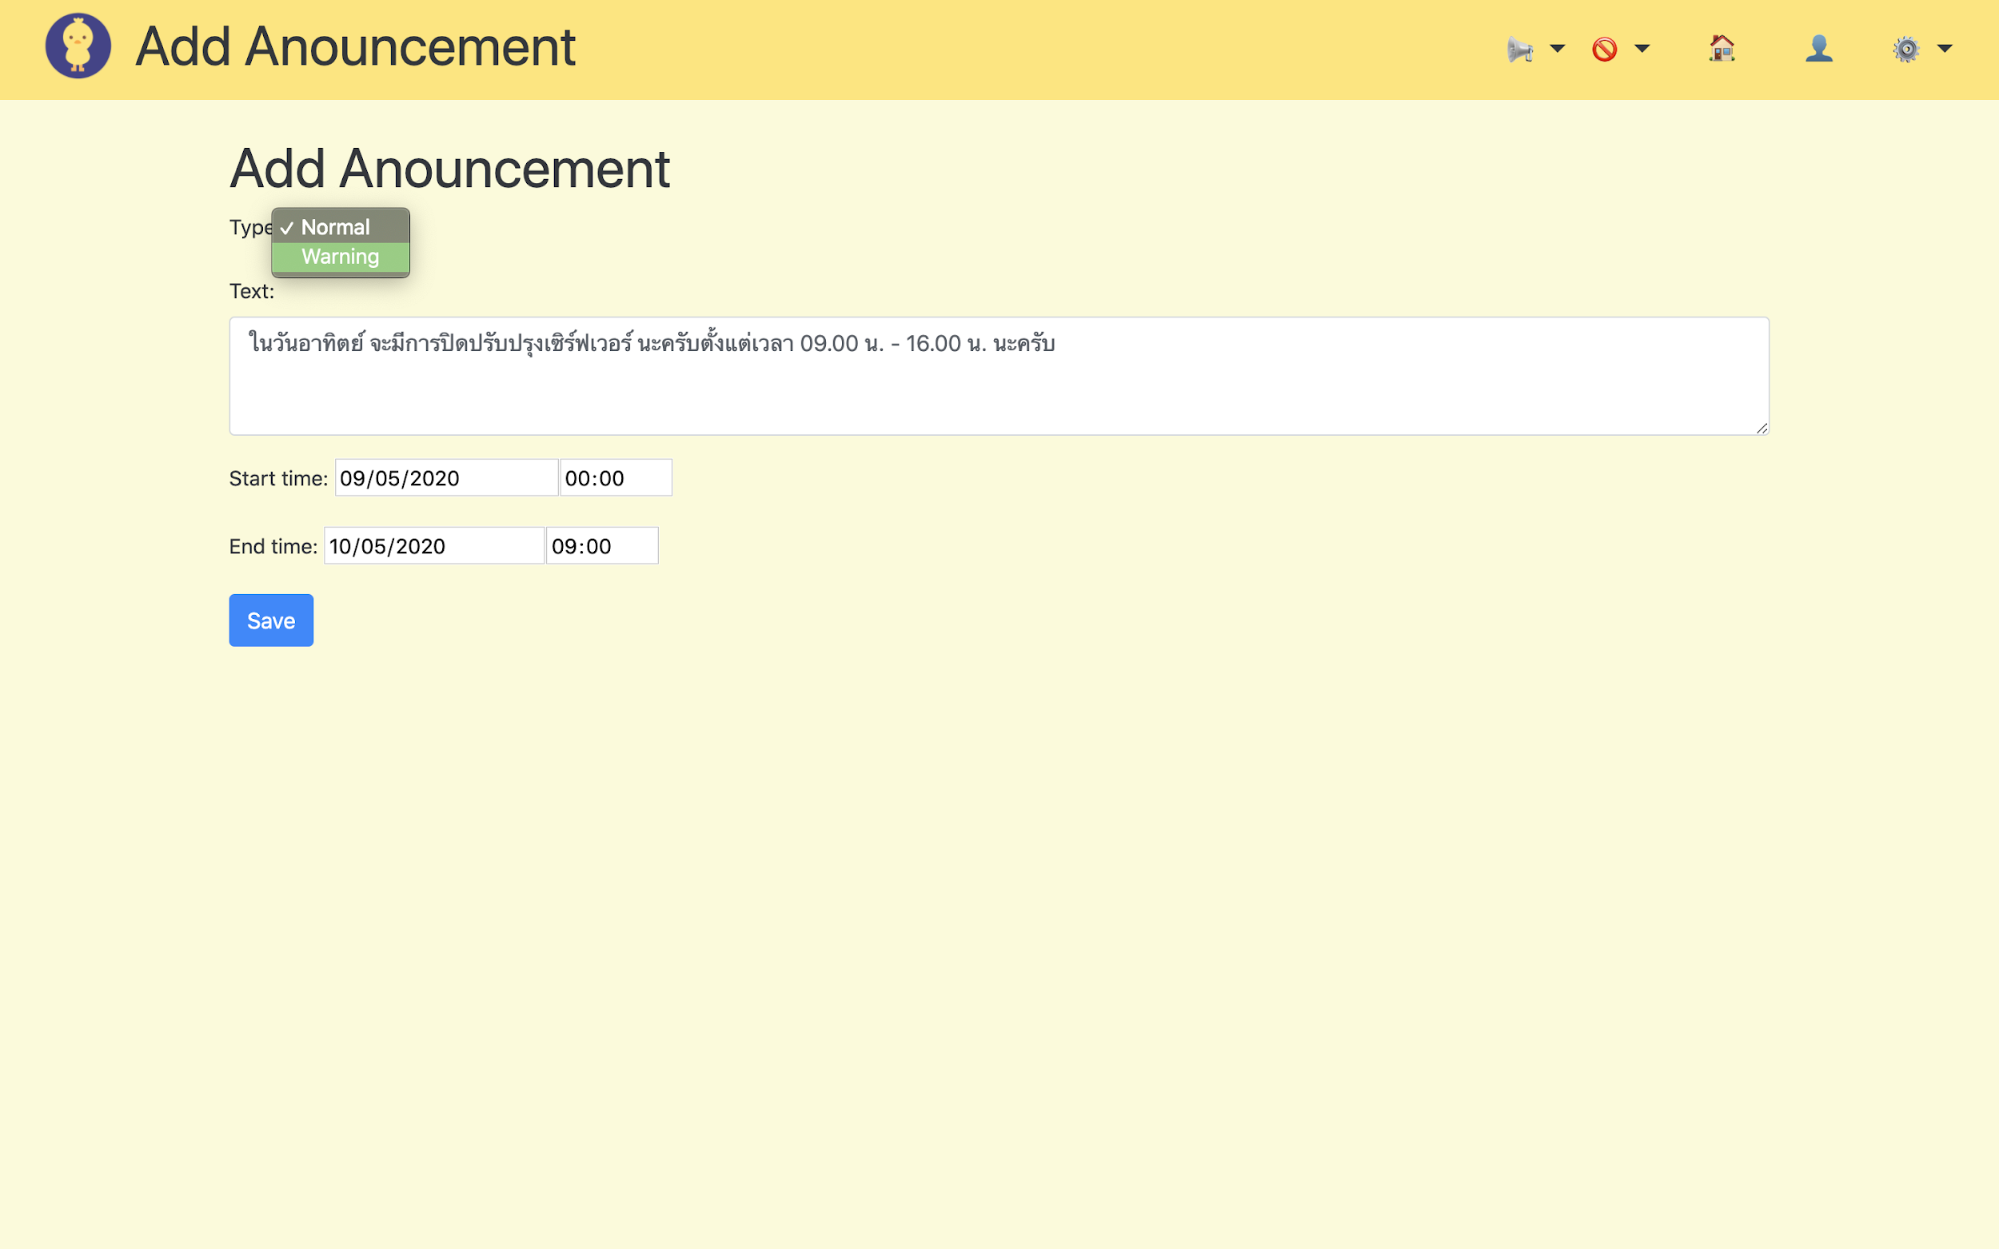 Add Anouncement
Add Anouncement
Type
✓ Normal
Warning
Text:
ในวันอาทิตย์ จะมีการปิดปรับปรุงเซิร์ฟเวอร์ นะครับตั้งแต่เวลา 09.00 น. - 16.00 น. นะครับ
Start time: 09/05/2020 00:00
End time: 10/05/2020 09:00
Save